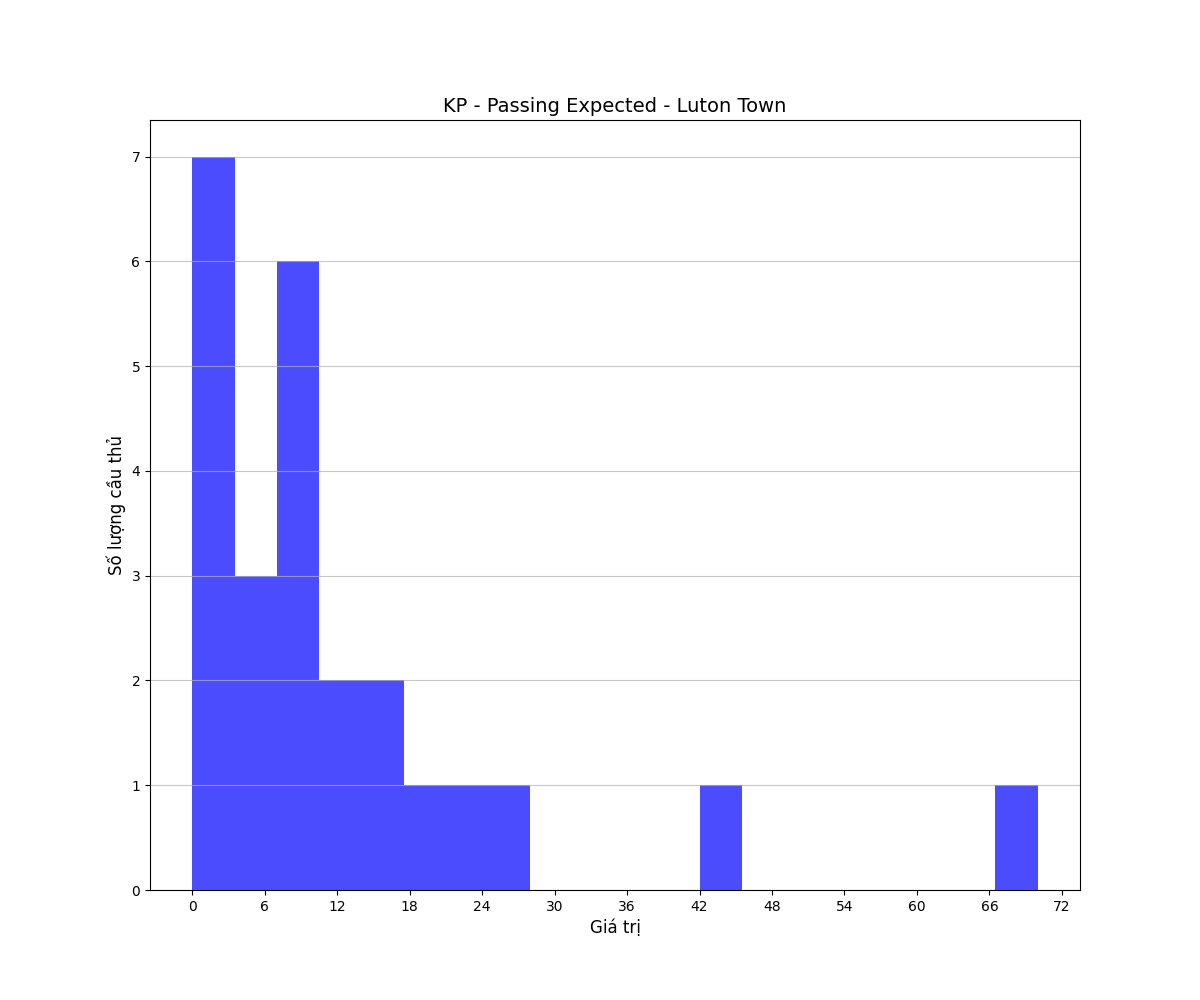 KP - Passing Expected - Luton Town
7
6
5
4
3
2
1
0
Số lượng cầu thủ
0 6 12 18 24 30 36 42 48 54 60 66 72
Giá trị